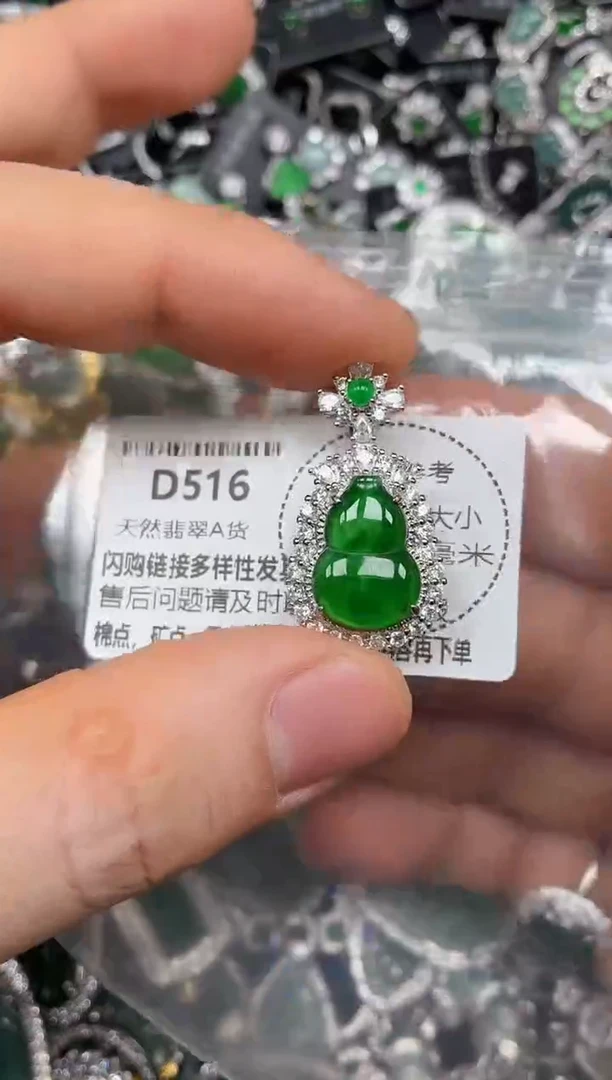 D516
天然翡翠A货
参考
闪购链接多样性发
大小
售后问题请及时
毫米
棉点,
再下单